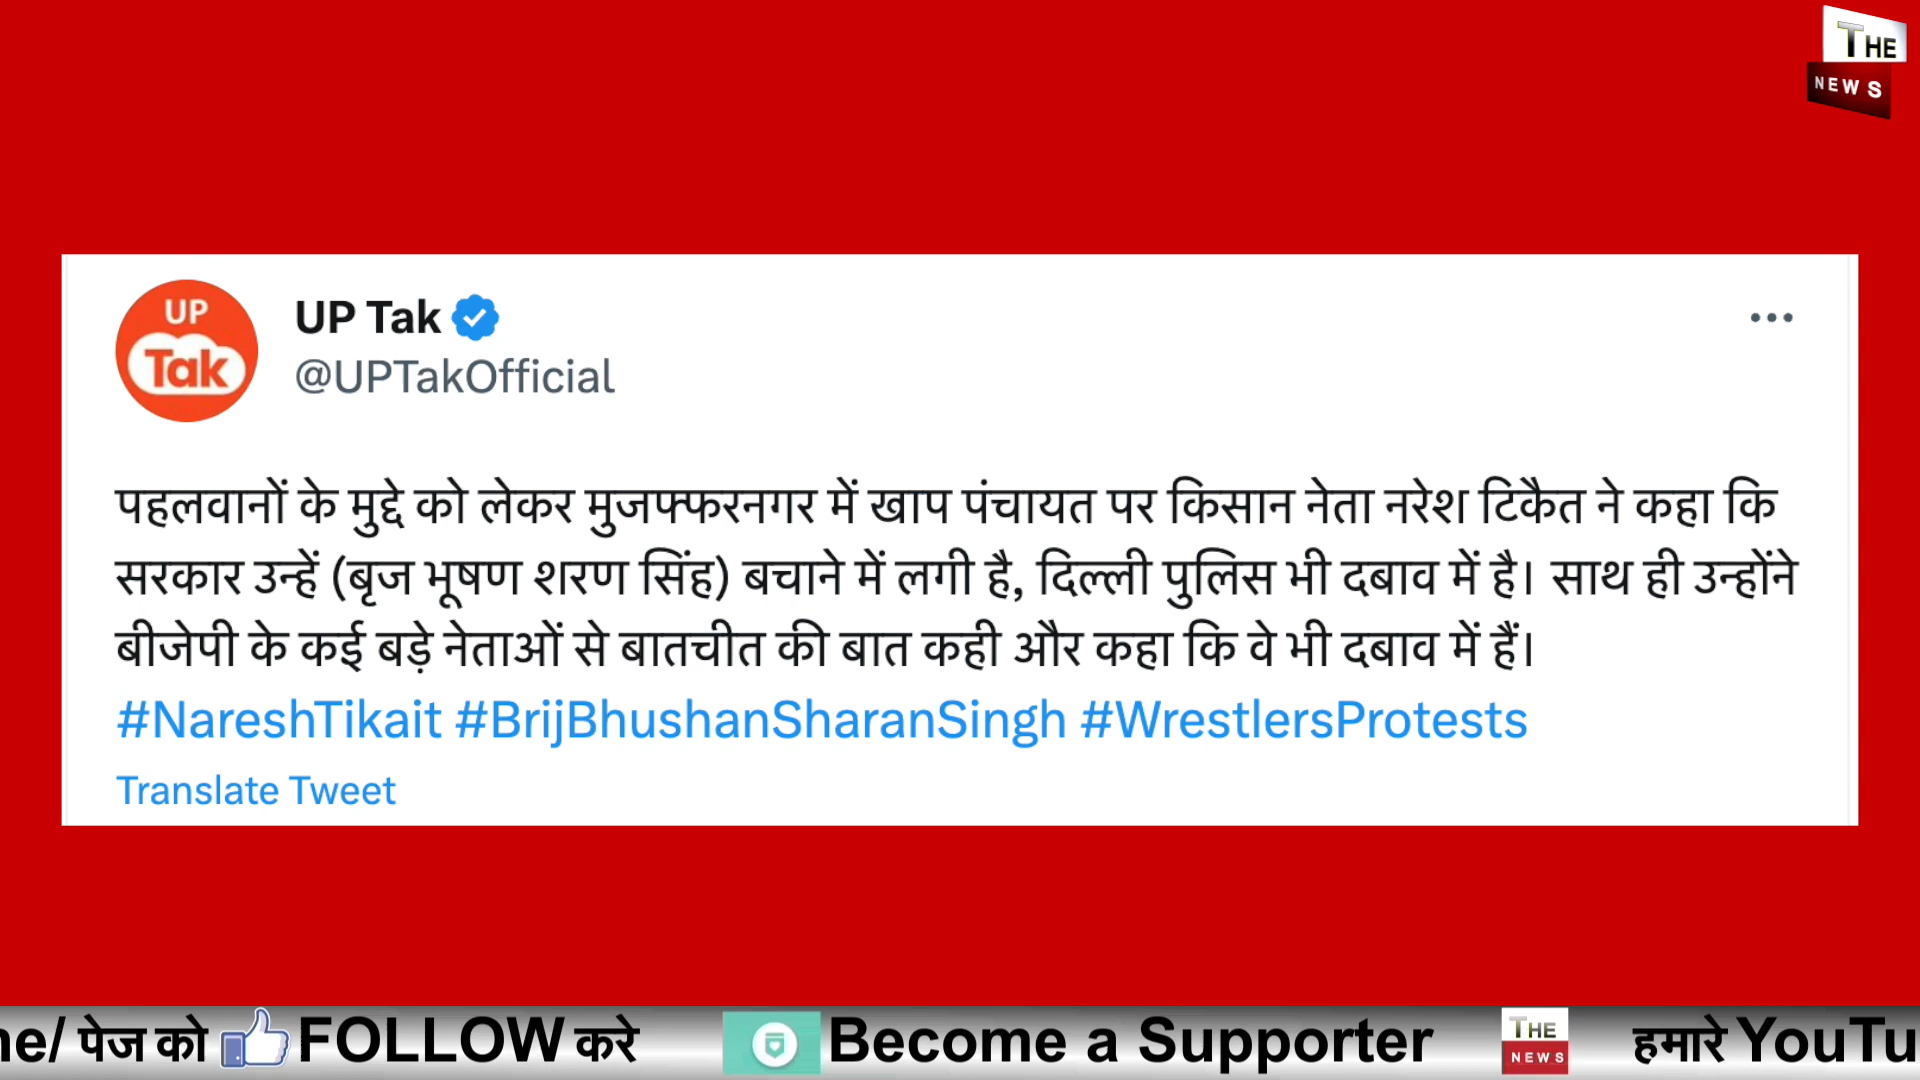 THE
NEWS
UP
Tak
UP Tak
@UPTakOfficial
पहलवानों के मुद्दे को लेकर मुजफ्फरनगर में खाप पंचायत पर किसान नेता नरेश टिकैत ने कहा कि
सरकार उन्हें (बृज भूषण शरण सिंह) बचाने में लगी है, दिल्ली पुलिस भी दबाव में है। साथ ही उन्होंने
बीजेपी के कई बड़े नेताओं से बातचीत की बात कही और कहा कि वे भी दबाव में हैं।
#NareshTikait #BrijBhushanSharanSingh #WrestlersProtests
Translate Tweet
पेज को FOLLOW करे Become a Supporter THE NEWS हमारे